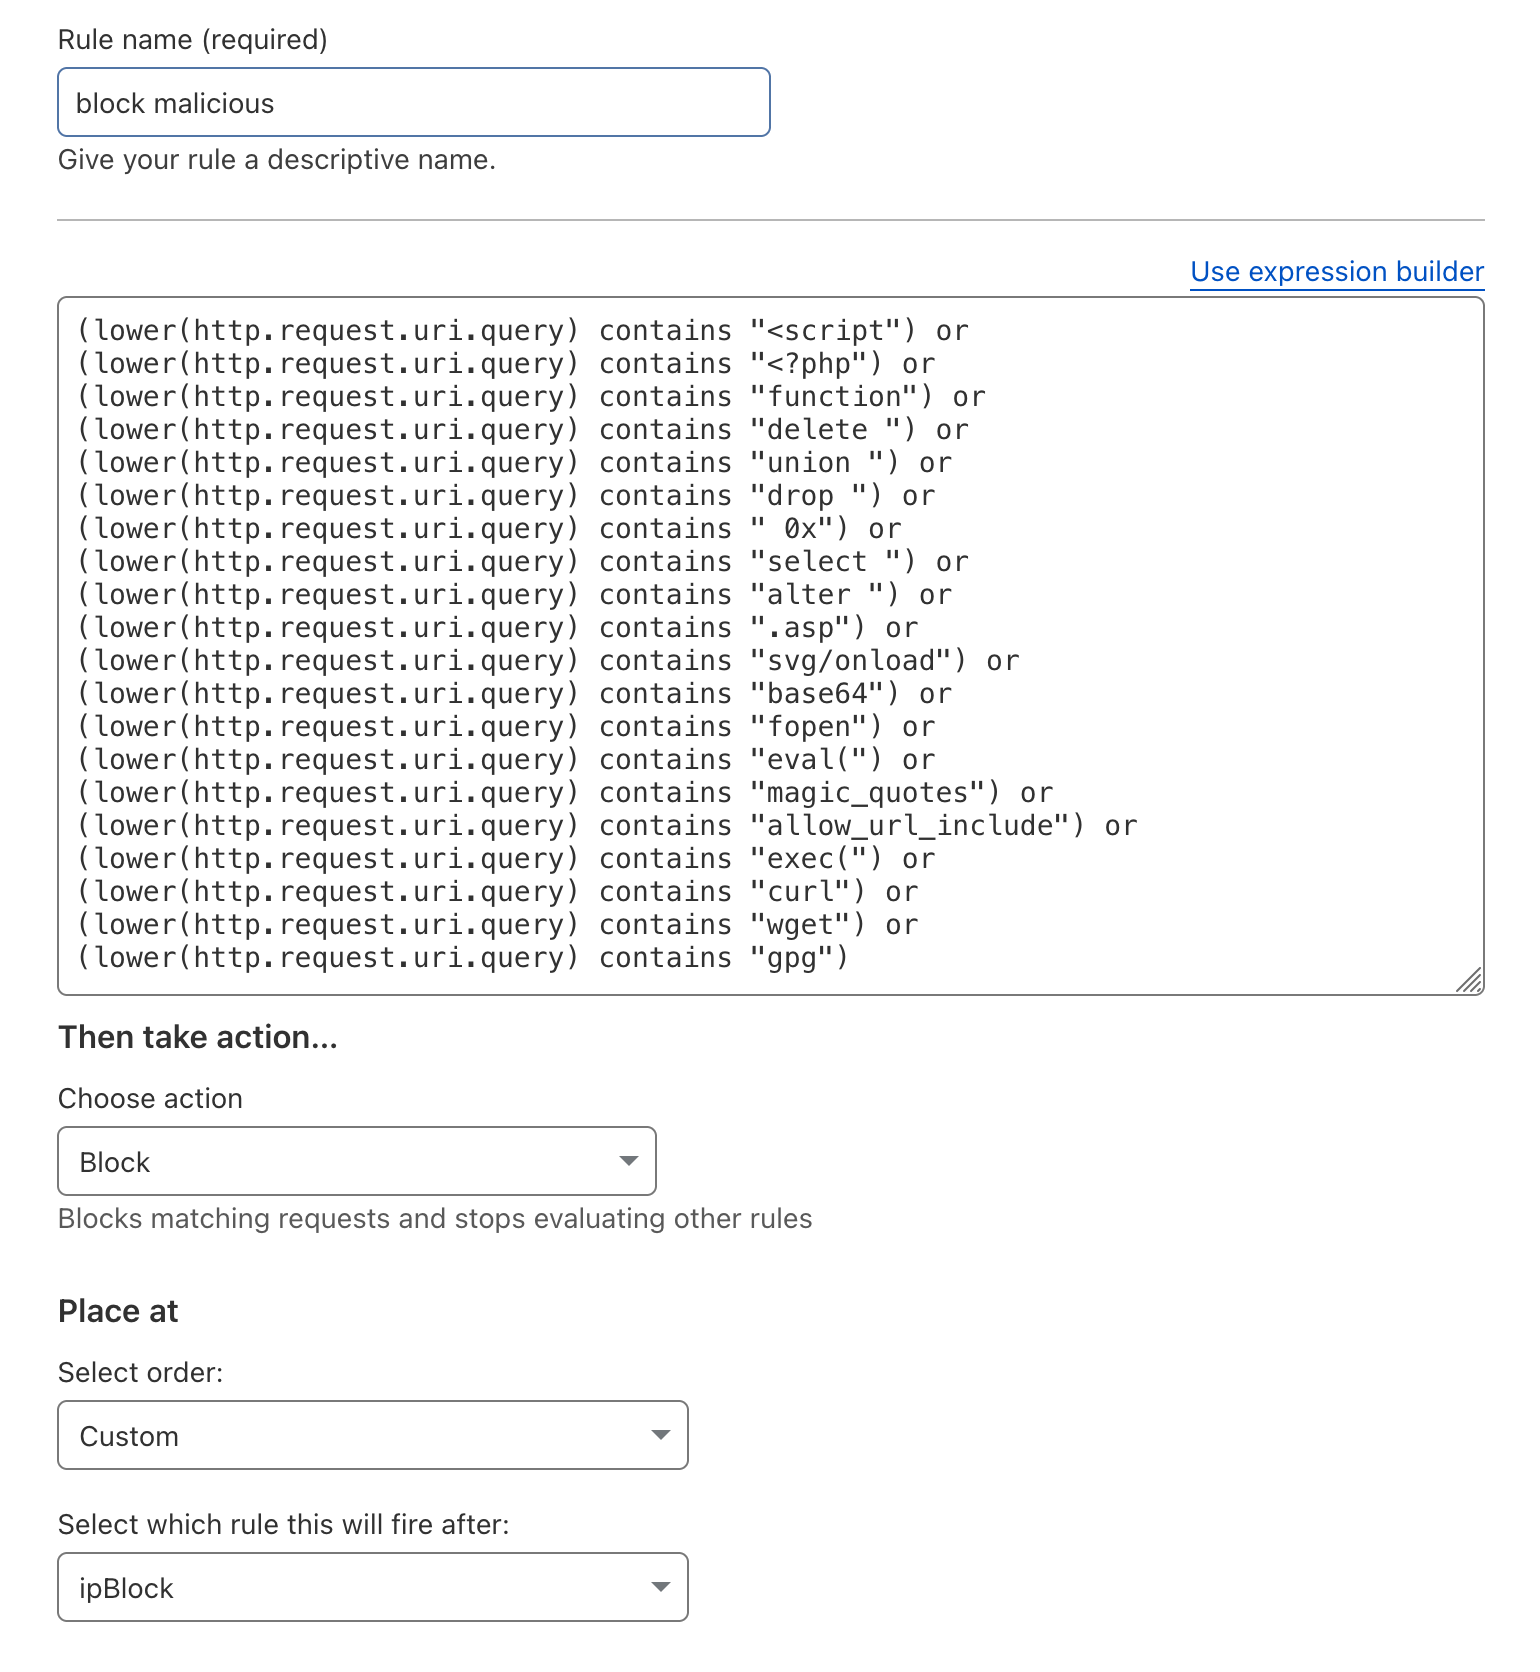 Rule name (required)
block malicious
Give your rule a descriptive name.
Use expression builder
(lower(http.request.uri.query) contains "<script") or
(lower(http.request.uri.query) contains "<?php") or
(lower(http.request.uri.query) contains "function") or
(lower(http.request.uri.query) contains "delete ") or
(lower(http.request.uri.query) contains "union ") or
(lower(http.request.uri.query) contains "drop ") or
(lower(http.request.uri.query) contains " 0x") or
(lower(http.request.uri.query) contains "select ") or
(lower(http.request.uri.query) contains "alter ") or
(lower(http.request.uri.query) contains ".asp") or
(lower(http.request.uri.query) contains "svg/onload") or
(lower(http.request.uri.query) contains "base64") or
(lower(http.request.uri.query) contains "fopen") or
(lower(http.request.uri.query) contains "eval(") or
(lower(http.request.uri.query) contains "magic_quotes") or
(lower(http.request.uri.query) contains "allow_url_include") or
(lower(http.request.uri.query) contains "exec(") or
(lower(http.request.uri.query) contains "curl") or
(lower(http.request.uri.query) contains "wget") or
(lower(http.request.uri.query) contains "gpg")
Then take action...
Choose action
Block
Blocks matching requests and stops evaluating other rules
Place at
Select order:
Custom
Select which rule this will fire after:
ipBlock